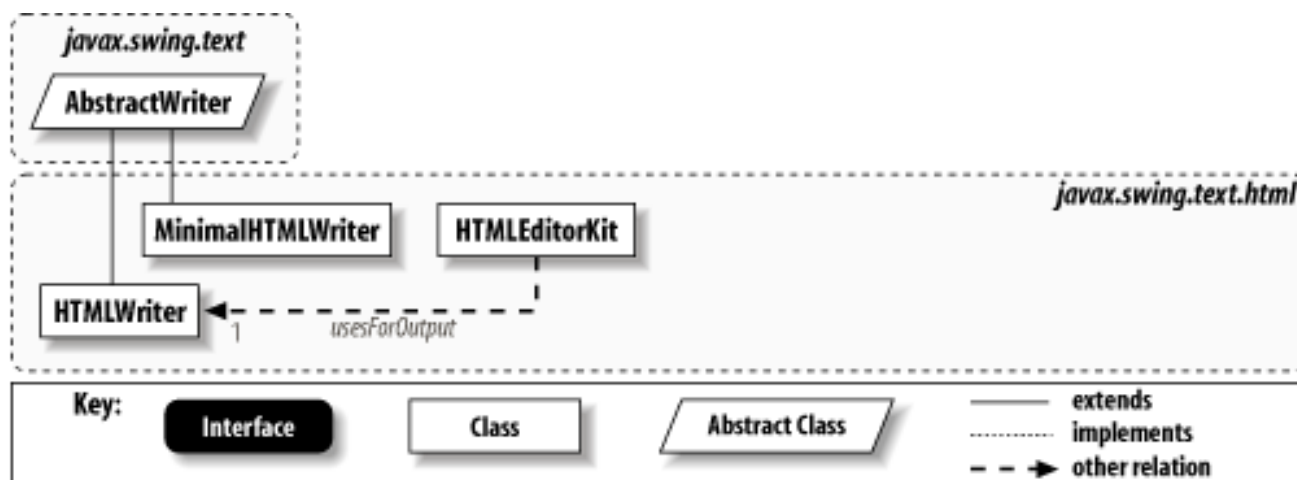 javax.swing.text
AbstractWriter
javax.swing.text.html
MinimalHTMLWriter
HTMLEditorKit
HTMLWriter
1
usesForOutput
Key:
Interface
Class
Abstract Class
extends
implements
other relation